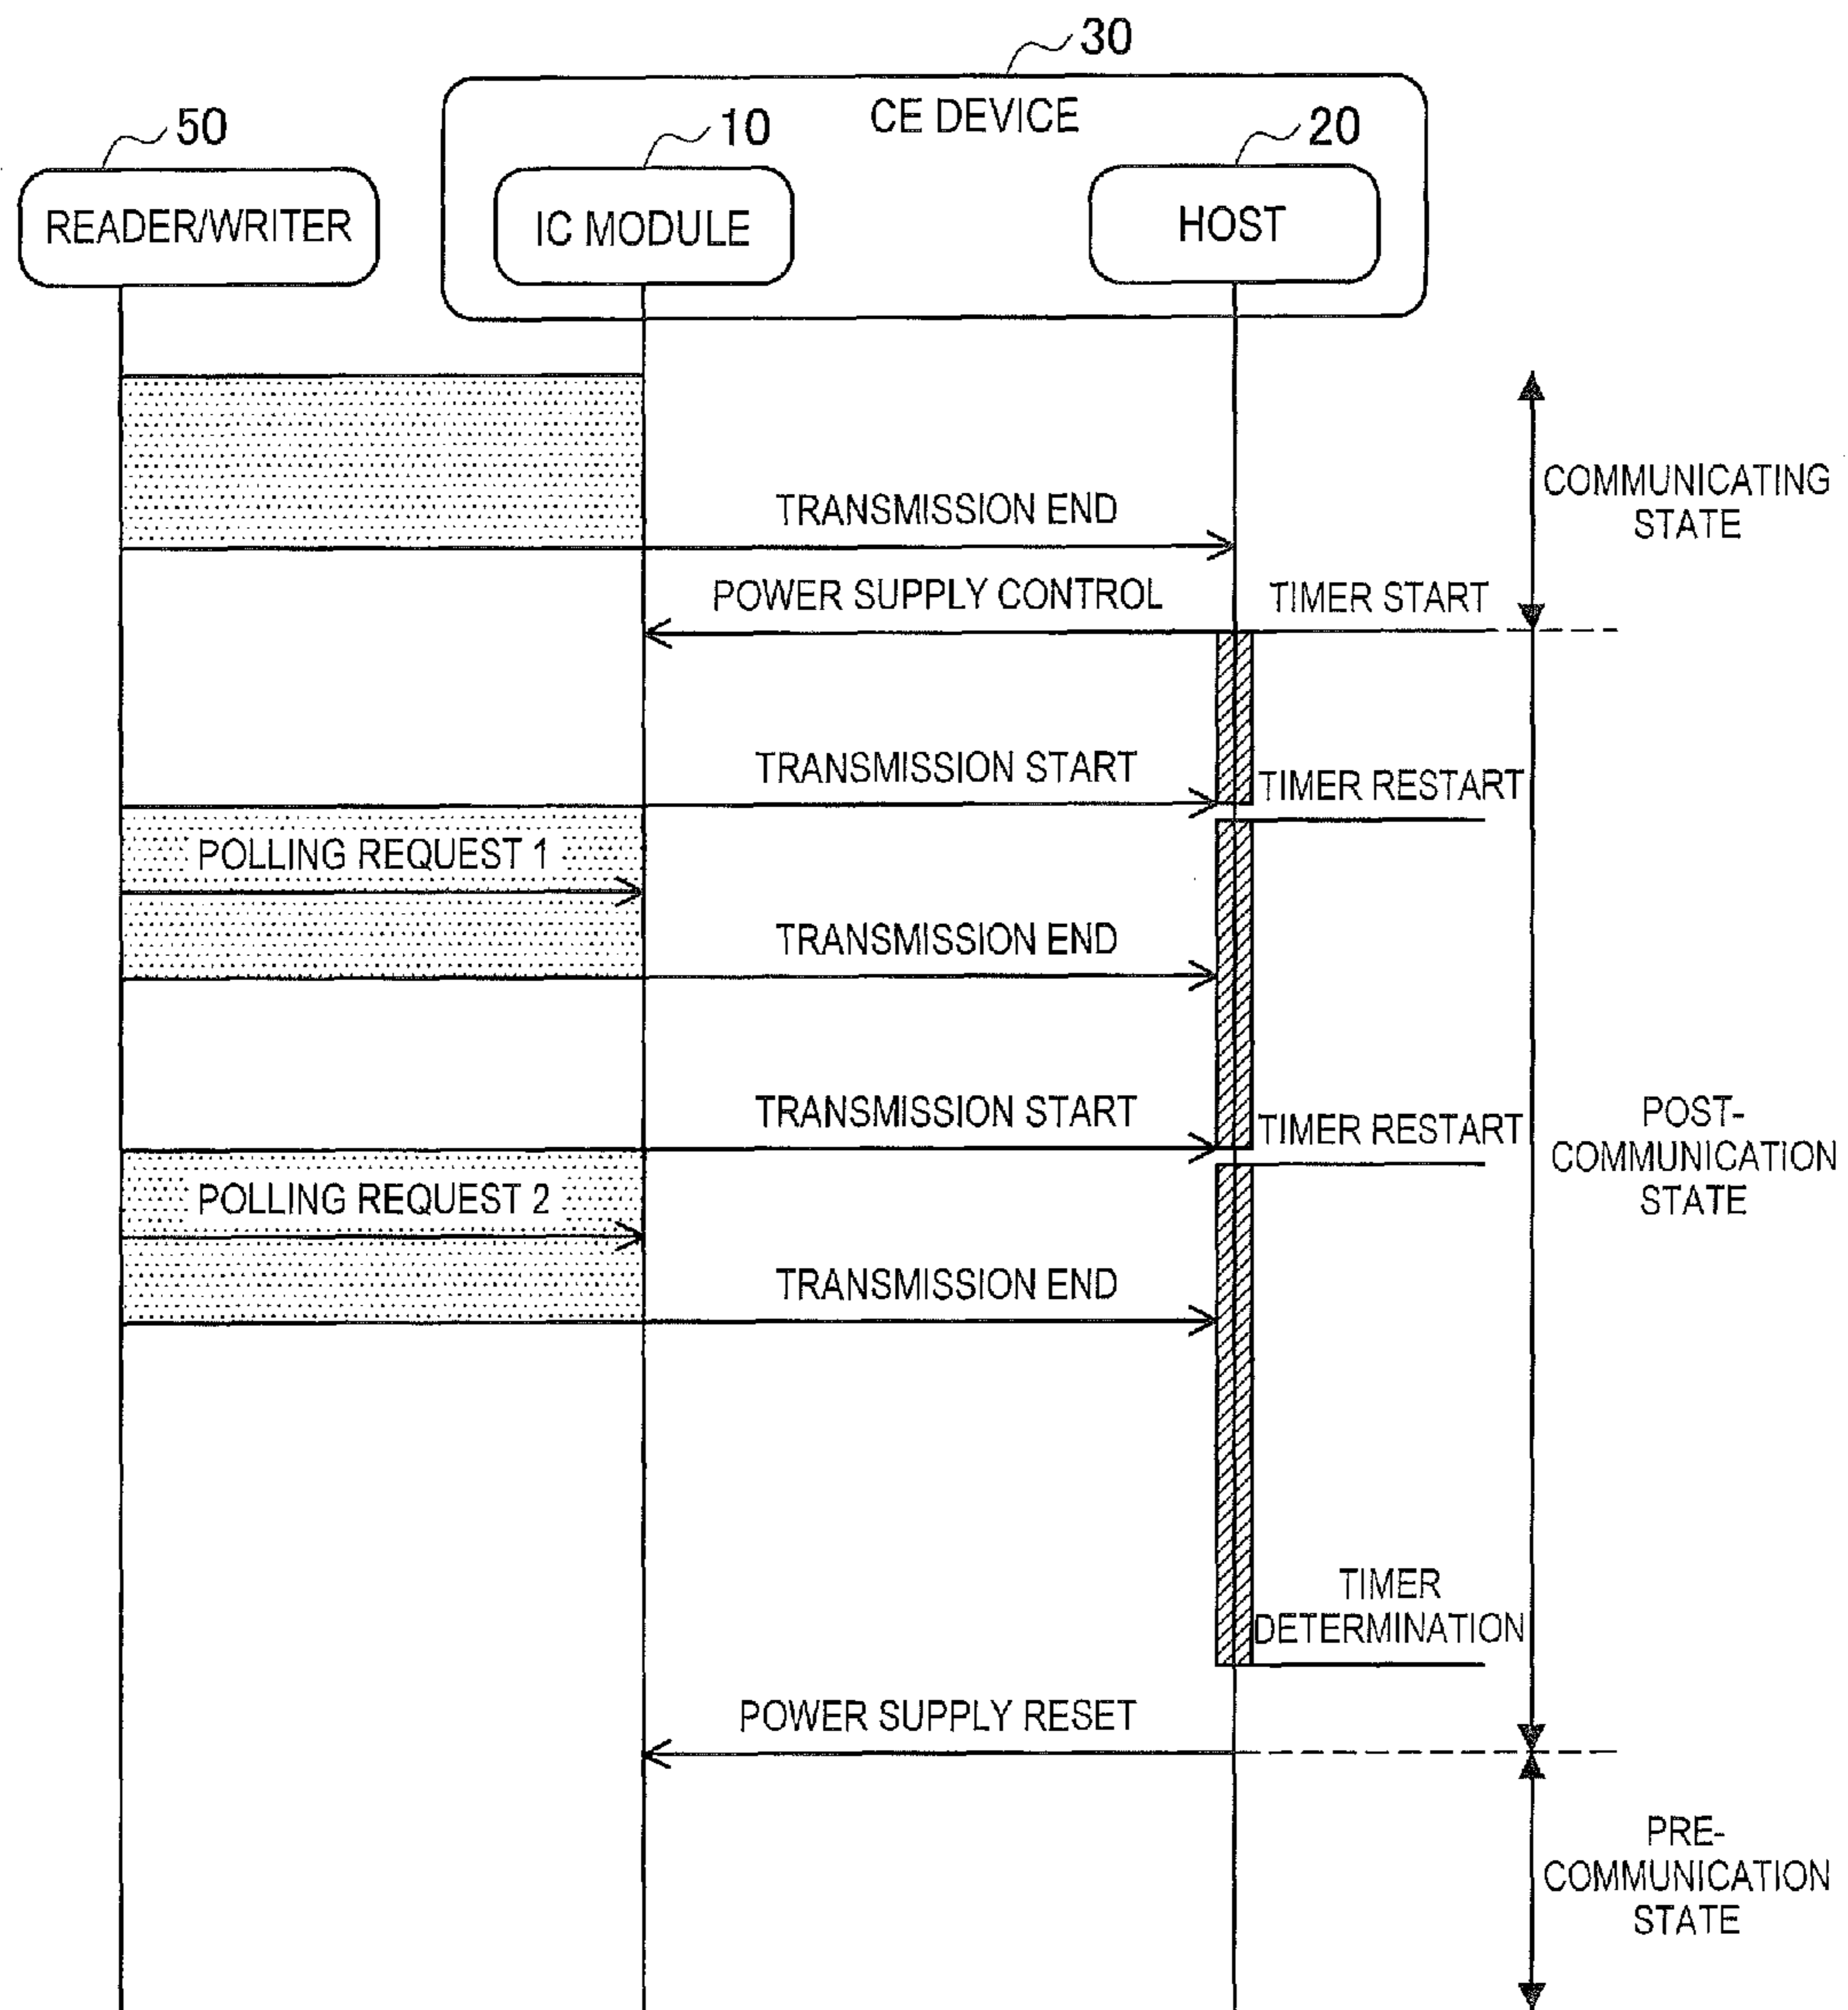 30
CE DEVICE
50
10
20
READER/WRITER
IC MODULE
HOST
TRANSMISSION END
COMMUNICATING
STATE
POWER SUPPLY CONTROL
TIMER START
TRANSMISSION START
TIMER RESTART
POLLING REQUEST 1
TRANSMISSION END
TRANSMISSION START
TIMER RESTART
POST-
COMMUNICATION
STATE
POLLING REQUEST 2
TRANSMISSION END
TIMER
DETERMINATION
POWER SUPPLY RESET
PRE-
COMMUNICATION
STATE